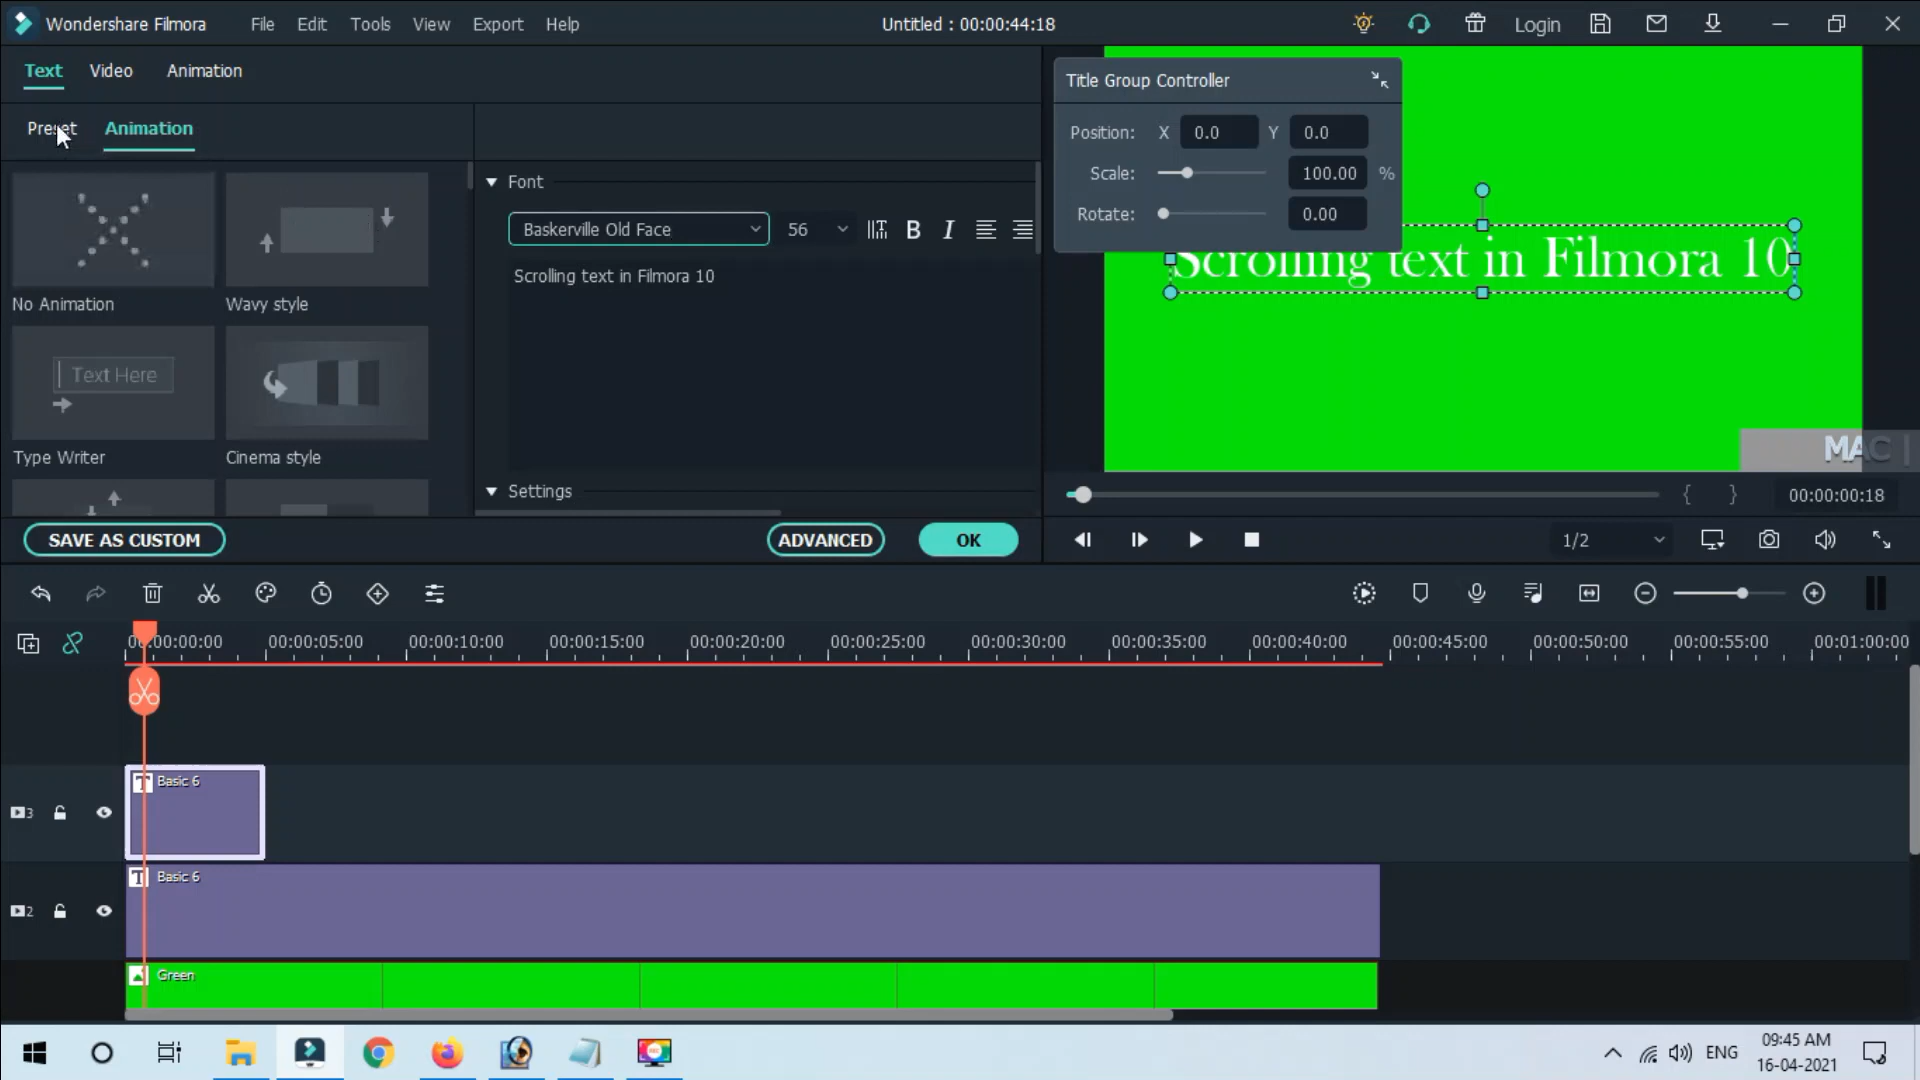 Wondershare Filmora File Edit Tools View Export Help Untitled : 00:00:44:18 Login
Text Video Animation
Preset Animation
No Animation Wavy style
Text Here
Type Writer Cinema style
Font
Baskerville Old Face 56 B I
Scrolling text in Filmora 10
Settings
SAVE AS CUSTOM ADVANCED OK
Title Group Controller
Position: X 0.0 Y 0.0
Scale: 100.00 %
Rotate: 0.00
Scrolling text in Filmora 10
MAC |
{ } 00:00:00:18
1/2
00:00:00:00 00:00:05:00 00:00:10:00 00:00:15:00 00:00:20:00 00:00:25:00 00:00:30:00 00:00:35:00 00:00:40:00 00:00:45:00 00:00:50:00 00:00:55:00 00:01:00:00
3 T Basic 6
2 T Basic 6
Green
ENG 09:45 AM
16-04-2021